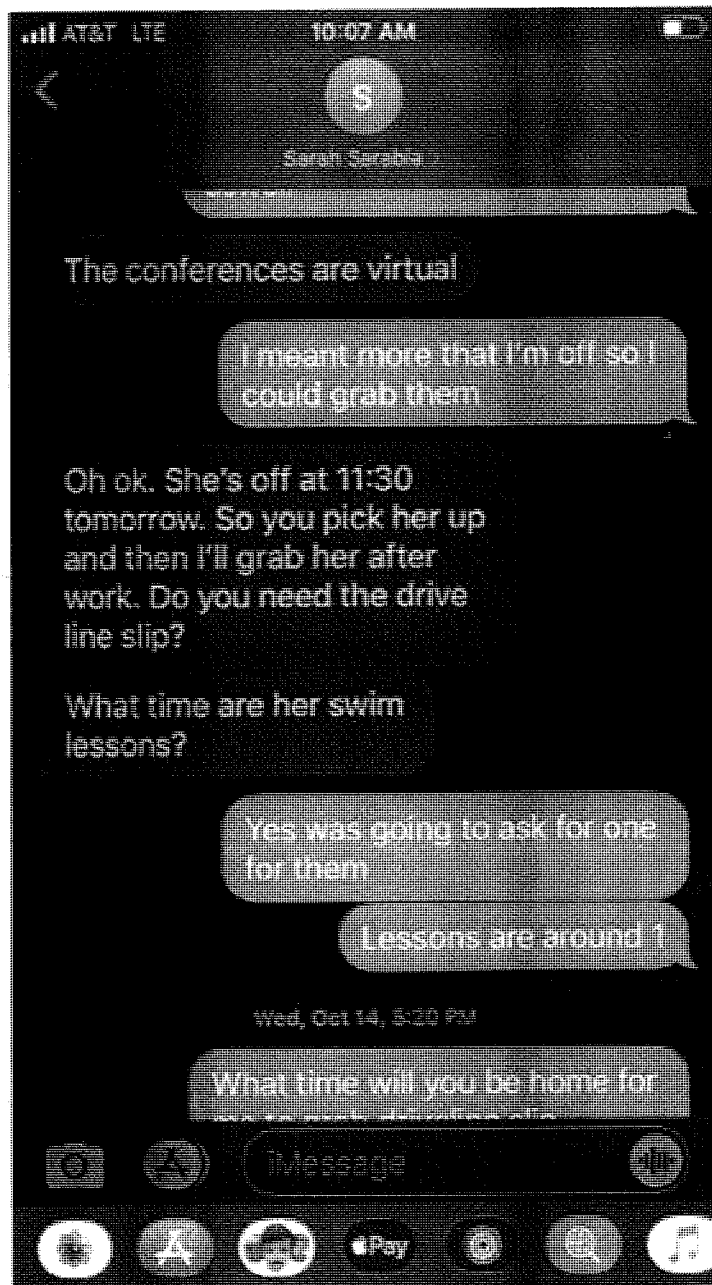 AT&T LTE 10:07 AM
S
Sarah Sarabia
The conferences are virtual
I meant more that I'm off so I
could grab them
Oh ok. She's off at 11:30
tomorrow. So you pick her up
and then I'll grab her after
work. Do you need the drive
line slip?
What time are her swim
lessons?
Yes was going to ask for one
for them
Lessons are around 1
Wed, Oct 14, 5:20 PM
What time will you be home for
iMessage
Pay